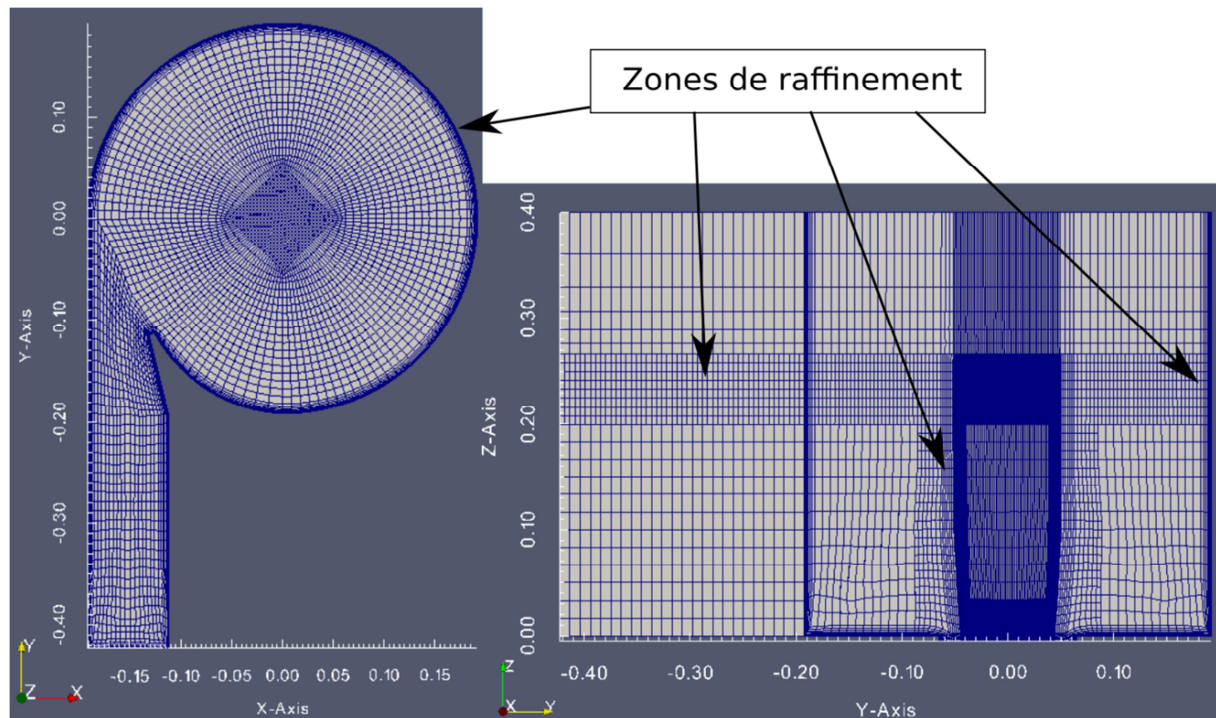 Zones de raffinement
0.10
0.00
-0.10
-0.20
-0.30
-0.40
Y-Axis
-0.15 -0.10 -0.05 0.00 0.05 0.10 0.15
X-Axis
Y
Z X
0.40
0.30
0.20
0.10
0.00
Z-Axis
-0.40 -0.30 -0.20 -0.10 0.00 0.10
Y-Axis
Z
X Y